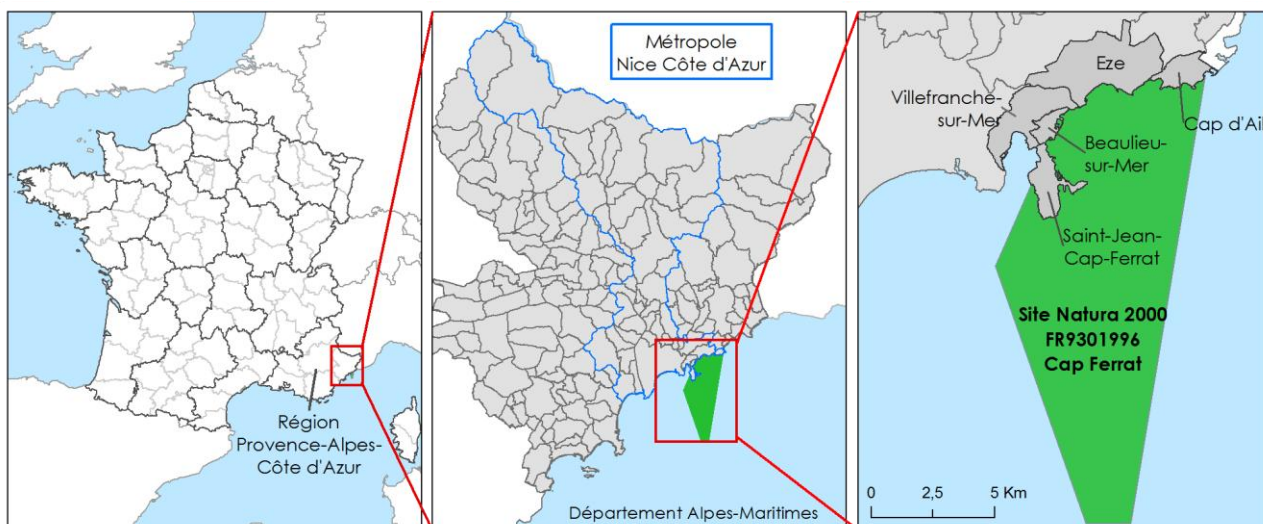 Région
Provence-Alpes-
Côte d'Azur
Métropole
Nice Côte d'Azur
Département Alpes-Maritimes
Eze
Villefranche-
sur-Mer
Cap d'Ail
Beaulieu-
sur-Mer
Saint-Jean-
Cap-Ferrat
Site Natura 2000
FR9301996
Cap Ferrat
0 2,5 5 Km